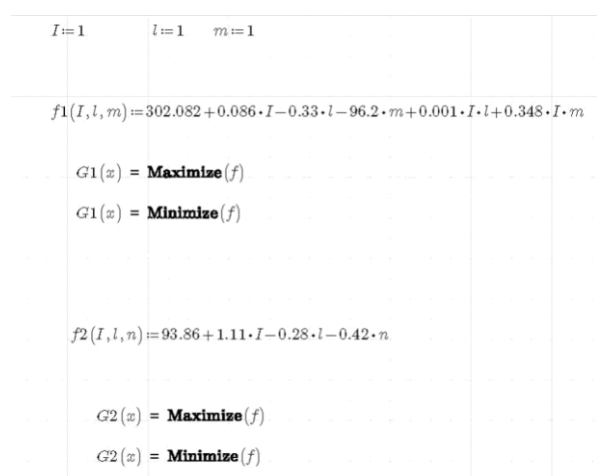 I:=1 l:=1 m:=1
f1(I,l,m):=302.082+0.086•I−0.33•l−96.2•m+0.001•I•l+0.348•I•m
G1(x) = Maximize(f)
G1(x) = Minimize(f)
f2(I,l,n):=93.86+1.11•I−0.28•l−0.42•n
G2(x) = Maximize(f)
G2(x) = Minimize(f)